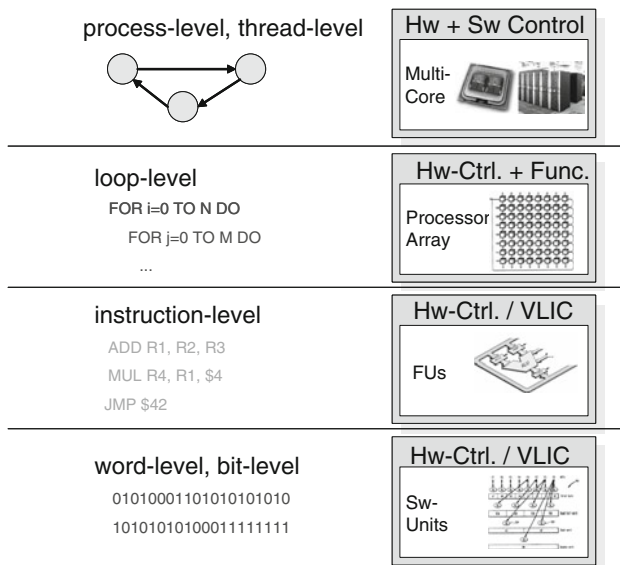 process-level, thread-level
Hw + Sw Control
Multi-
Core
loop-level
FOR i=0 TO N DO
FOR j=0 TO M DO
...
Hw-Ctrl. + Func.
Processor
Array
instruction-level
ADD R1, R2, R3
MUL R4, R1, $4
JMP $42
Hw-Ctrl. / VLIC
FUs
word-level, bit-level
01010001101010101010
10101010100011111111
Hw-Ctrl. / VLIC
Sw-
Units